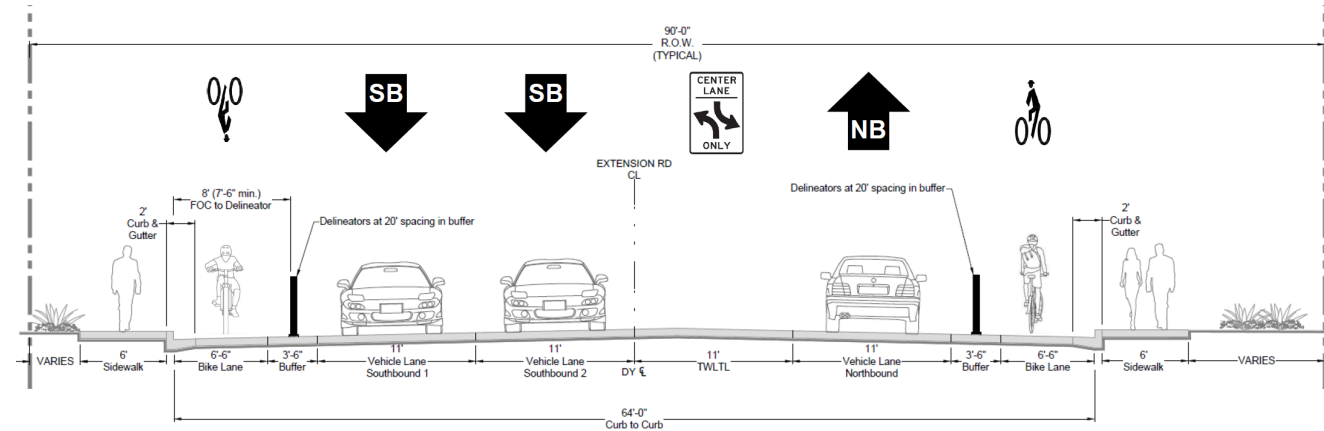 90'-0"
R.O.W.
(TYPICAL)
SB
SB
CENTER
LANE
ONLY
NB
EXTENSION RD
CL
8' (7'-6" min.)
FOC to Delineator
2'
Curb &
Gutter
Delineators at 20' spacing in buffer
Delineators at 20' spacing in buffer
2'
Curb &
Gutter
VARIES
6'
Sidewalk
6'-6"
Bike Lane
3'-6"
Buffer
11'
Vehicle Lane
Southbound 1
11'
Vehicle Lane
Southbound 2
DY ℄
11'
TWLTL
11'
Vehicle Lane
Northbound
3'-6"
Buffer
6'-6"
Bike Lane
6'
Sidewalk
VARIES
64'-0"
Curb to Curb